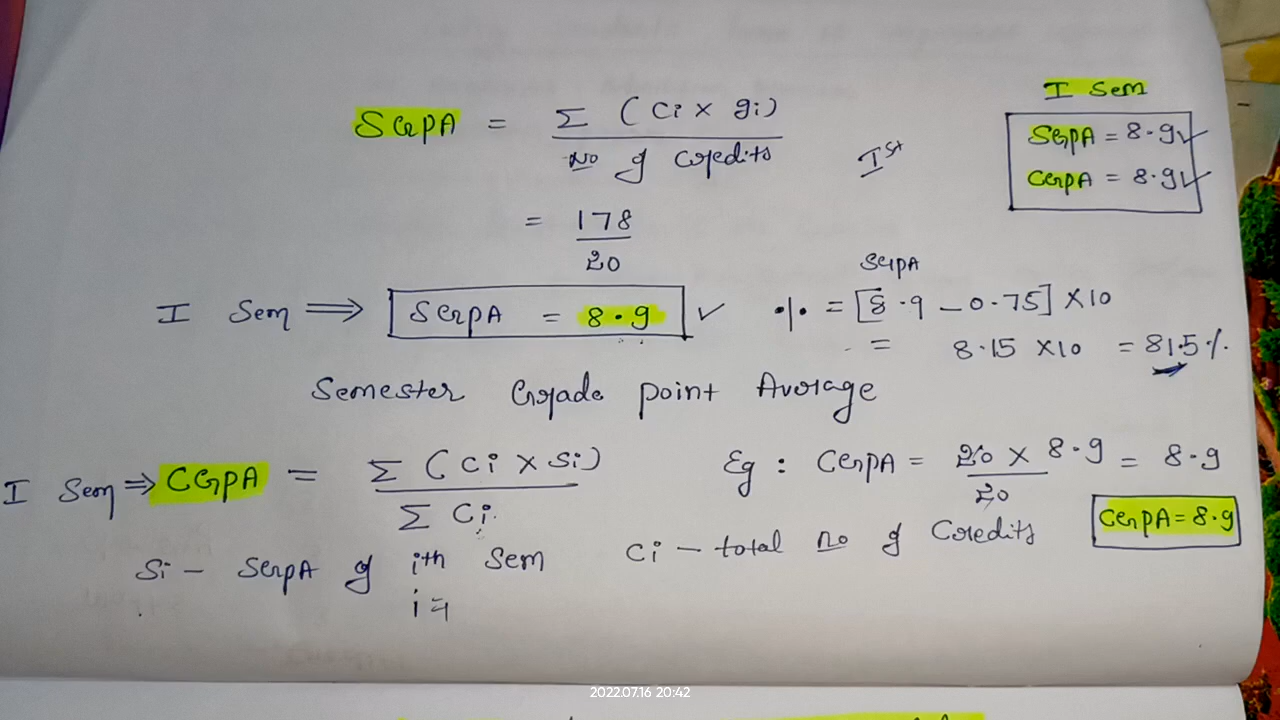 I Sem
SGPA = 8.9 ✓
CGPA = 8.9 ✓
SGPA = Σ (Ci × gi) / No of credits
Ist
= 178 / 20
I Sem ⟹ SGPA = 8.9 ✓
SGPA
% = [8.9 - 0.75] × 10
= 8.15 × 10 = 81.5%.
Semester Grade point Average
I Sem ⇒ CGPA = Σ (Ci × Si) / Σ Ci.
Eg : CGPA = 20 × 8.9 / 20 = 8.9
CGPA = 8.9
Si - SGPA of ith Sem
Ci - total no of Credits
2022.07.16 20:42